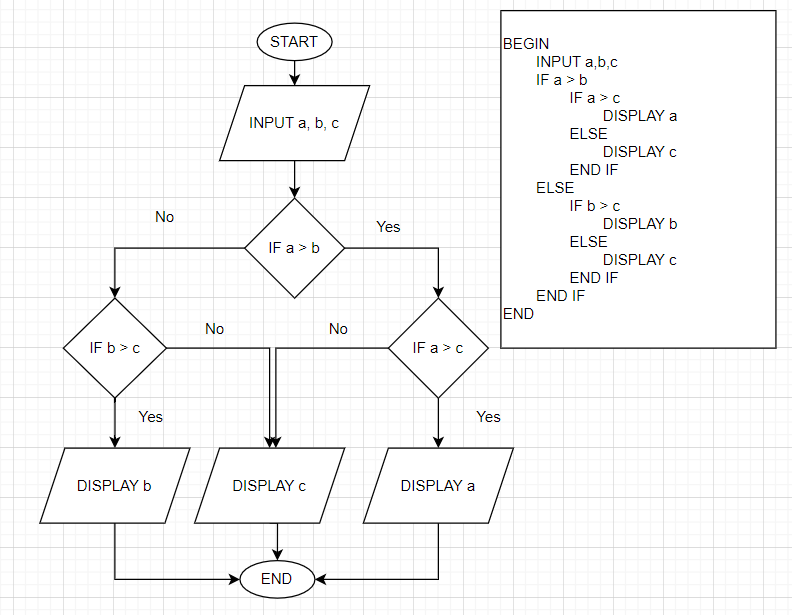 START
INPUT a, b, c
IF a > b
No
Yes
IF b > c
No
No
IF a > c
Yes
Yes
DISPLAY b
DISPLAY c
DISPLAY a
END
BEGIN
INPUT a,b,c
IF a > b
IF a > c
DISPLAY a
ELSE
DISPLAY c
END IF
ELSE
IF b > c
DISPLAY b
ELSE
DISPLAY c
END IF
END IF
END